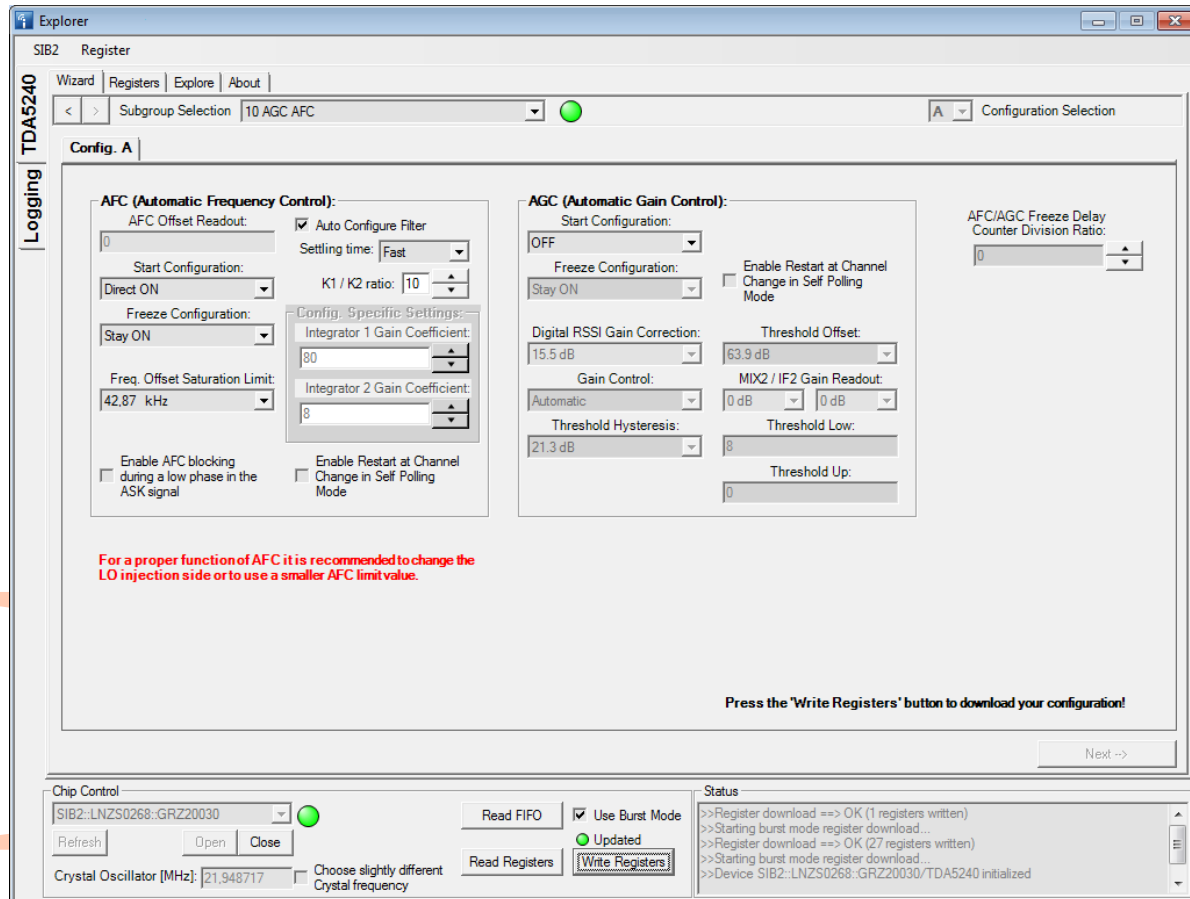 Explorer
SIB2 Register
TDA5240
Logging
Wizard Registers Explore About
< > Subgroup Selection 10 AGC AFC A Configuration Selection
Config. A
AFC (Automatic Frequency Control):
AFC Offset Readout:
0
Start Configuration:
Direct ON
Freeze Configuration:
Stay ON
Freq. Offset Saturation Limit:
42,87 kHz
Enable AFC blocking
during a low phase in the
ASK signal
Auto Configure Filter
Settling time: Fast
K1 / K2 ratio: 10
Config. Specific Settings:
Integrator 1 Gain Coefficient:
80
Integrator 2 Gain Coefficient:
8
Enable Restart at Channel
Change in Self Polling
Mode
AGC (Automatic Gain Control):
Start Configuration:
OFF
Freeze Configuration:
Stay ON
Enable Restart at Channel
Change in Self Polling
Mode
Digital RSSI Gain Correction:
15.5 dB
Gain Control:
Automatic
Threshold Hysteresis:
21.3 dB
Threshold Offset:
63.9 dB
MIX2 / IF2 Gain Readout:
0 dB 0 dB
Threshold Low:
8
Threshold Up:
0
AFC/AGC Freeze Delay
Counter Division Ratio:
0
For a proper function of AFC it is recommended to change the
LO injection side or to use a smaller AFC limit value.
Press the 'Write Registers' button to download your configuration!
Next -->
Chip Control
SIB2::LNZS0268::GRZ20030
Refresh Open Close
Crystal Oscillator [MHz]: 21,948717
Choose slightly different
Crystal frequency
Read FIFO
Use Burst Mode
Updated
Read Registers
Write Registers
Status
>>Register download ==> OK (1 registers written)
>>Starting burst mode register download...
>>Register download ==> OK (27 registers written)
>>Starting burst mode register download...
>>Device SIB2::LNZS0268::GRZ20030/TDA5240 initialized